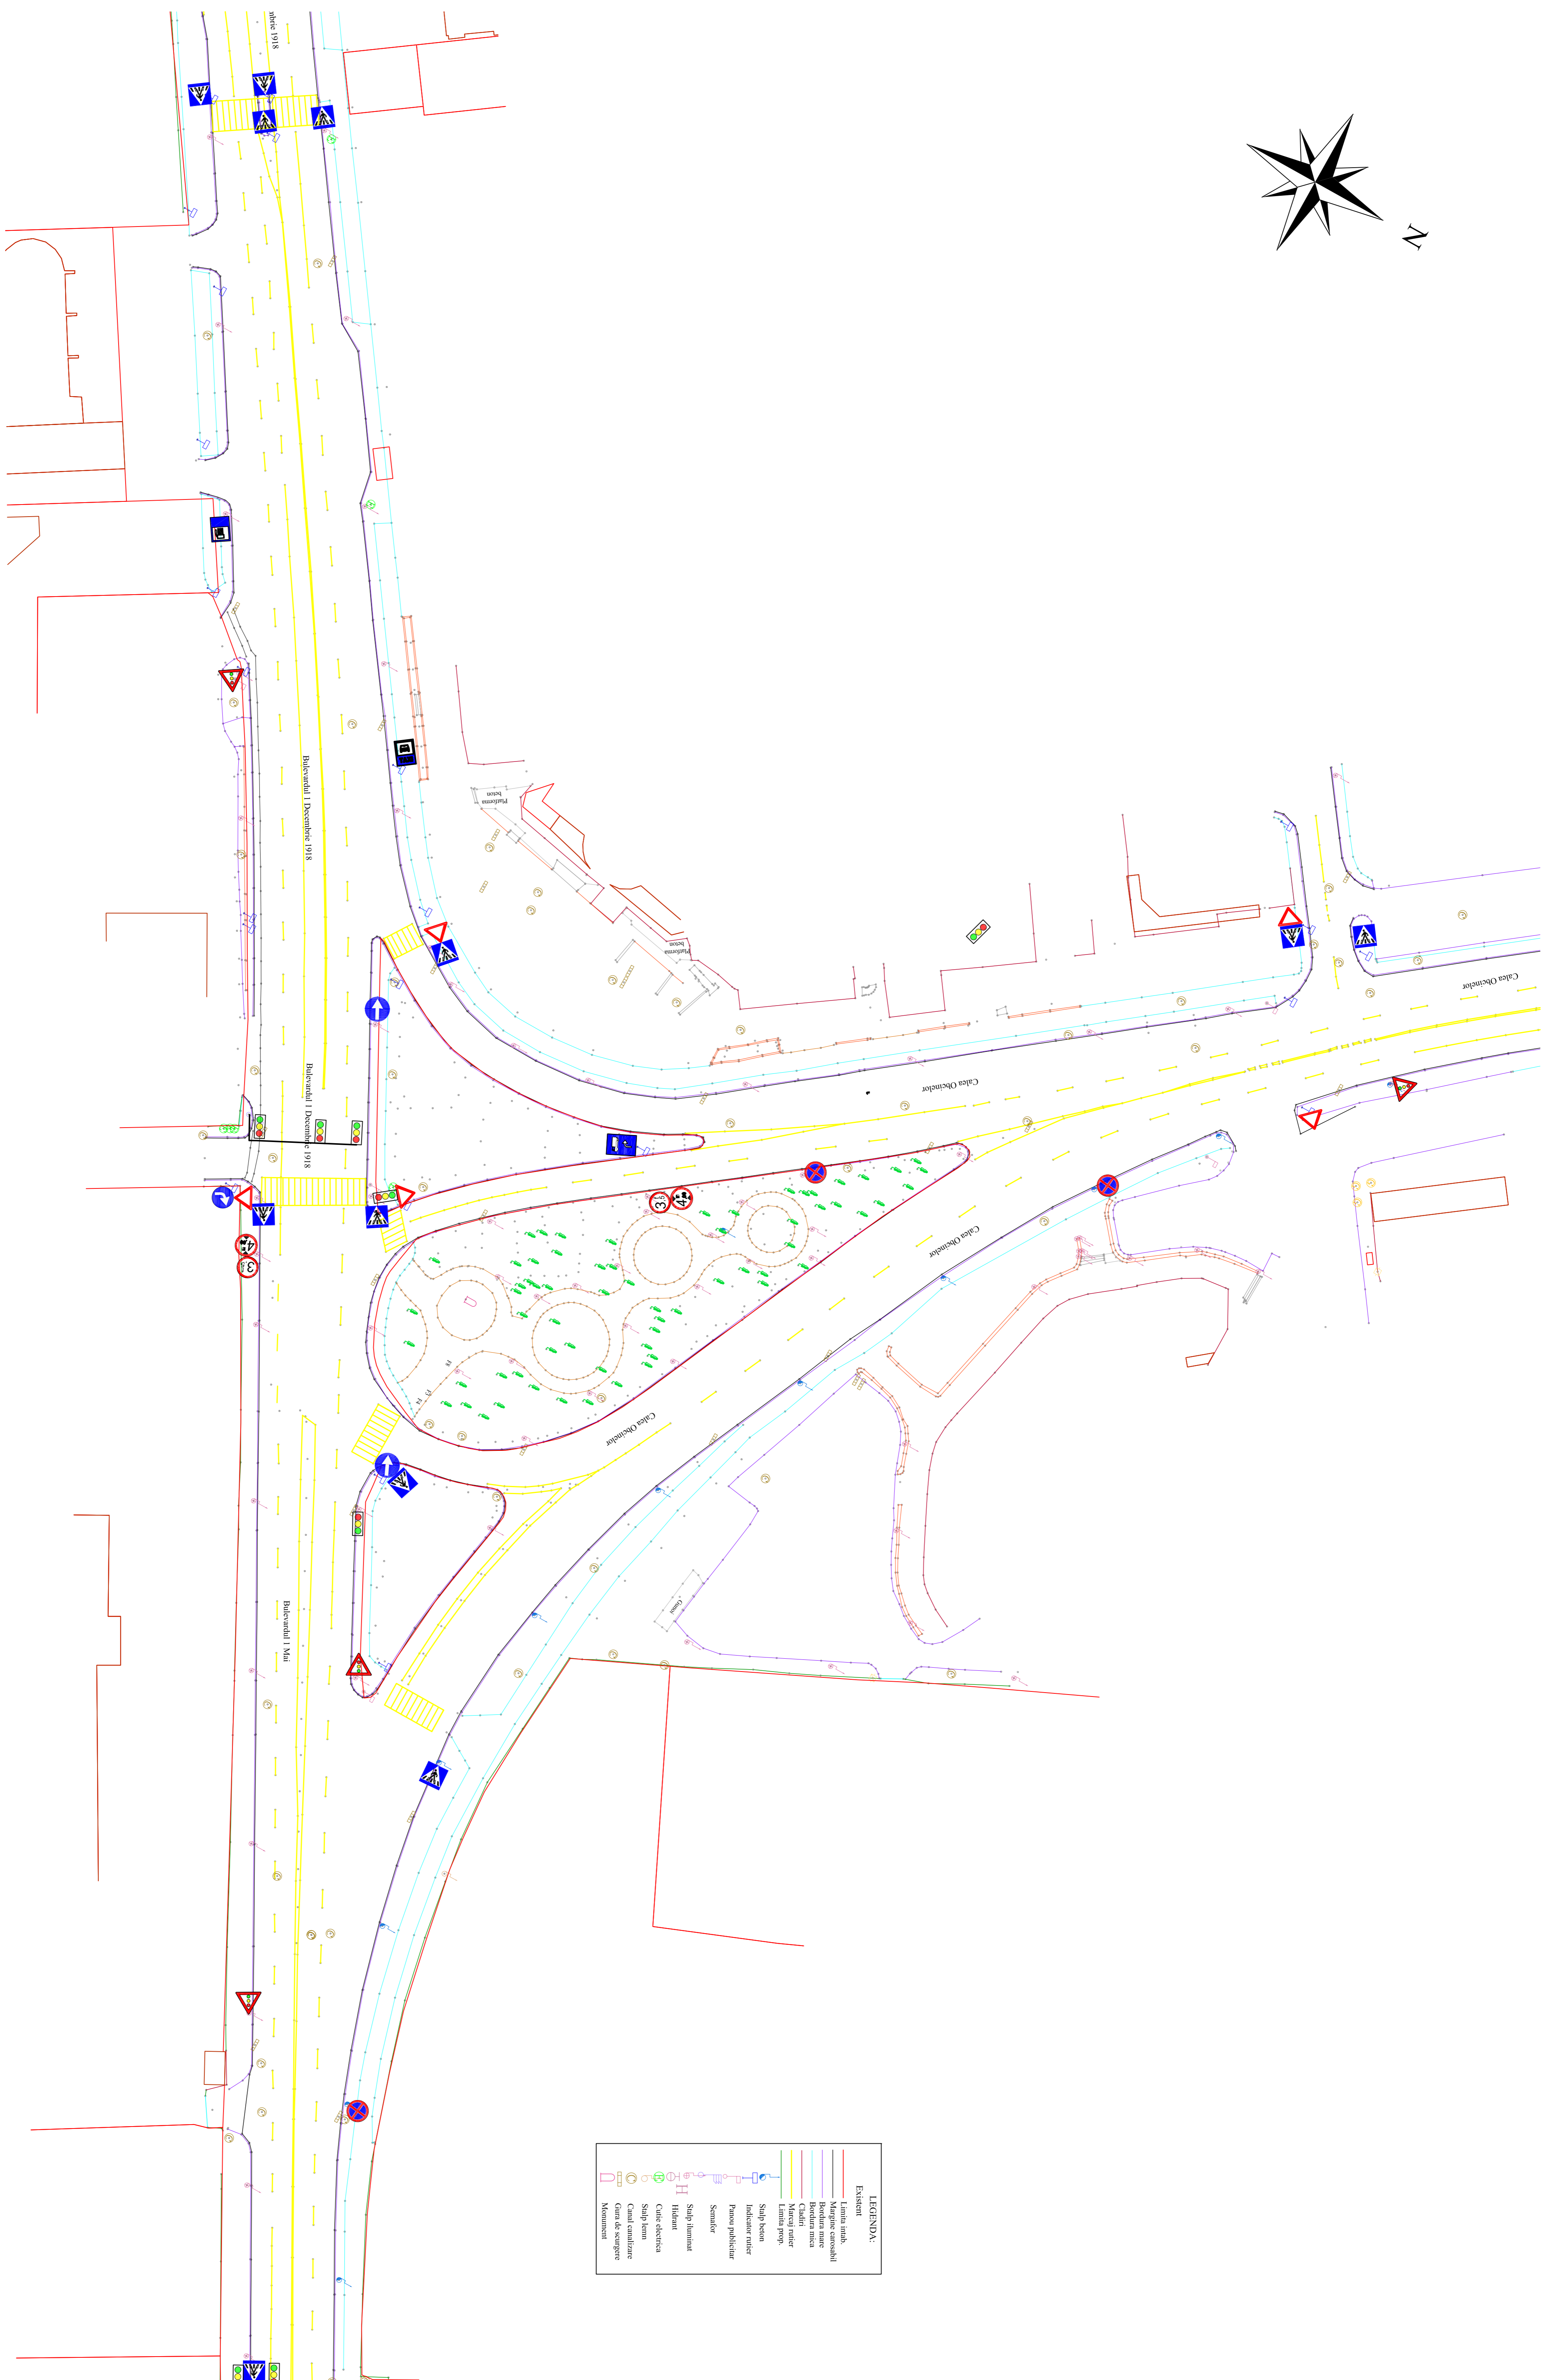 mbrie 1918
N
Bulevardul 1 Decembrie 1918
Platforma
beton
Platforma
beton
Calea Obcinelor
Calea Obcinelor
Bulevardul 1 Decembrie 1918
Calea Obcinelor
Calea Obcinelor
Bulevardul 1 Mai
Gunoi
LEGENDA:
Existent
Limita intab.
Margine carosabil
Bordura mare
Bordura mica
Cladiri
Marcaj rutier
Limita prop.
Stalp beton
Indicator rutier
Panou publicitar
Semafor
Stalp iluminat
Hidrant
Cutie electrica
Stalp lemn
Canal canalizare
Gura de scurgere
Monument